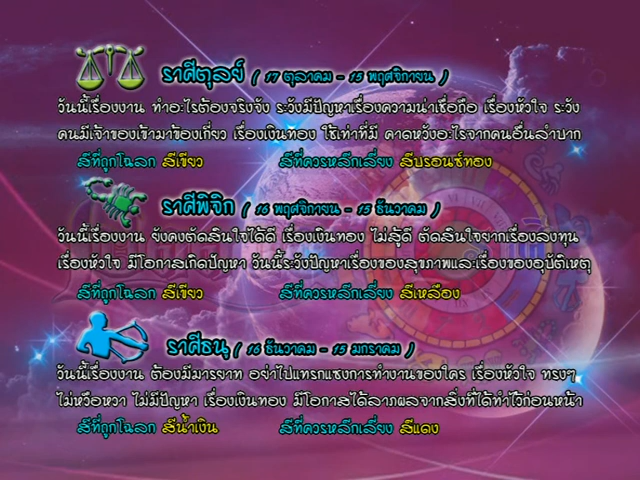 ราศีตุลย์ ( 17 ตุลาคม - 15 พฤศจิกายน )
วันนี้เรื่องงาน ทำอะไรต้องจริงจัง ระวังมีปัญหาเรื่องความน่าเชื่อถือ เรื่องหัวใจ ระวัง
คนมีเจ้าของเข้ามาข้องเกี่ยว เรื่องเงินทอง ใช้เท่าที่มี คาดหวังอะไรจากคนอื่นลำบาก
สีที่ถูกโฉลก สีเขียว สีที่ควรหลีกเลี่ยง สีบรอนซ์ทอง
ราศีพิจิก ( 16 พฤศจิกายน - 15 ธันวาคม )
วันนี้เรื่องงาน ยังคงตัดสินใจได้ดี เรื่องเงินทอง ไม่สู้ดี ตัดสินใจยากเรื่องลงทุน
เรื่องหัวใจ มีโอกาสเกิดปัญหา วันนี้ระวังปัญหาเรื่องของสุขภาพและเรื่องของอุบัติเหตุ
สีที่ถูกโฉลก สีเขียว สีที่ควรหลีกเลี่ยง สีเหลือง
ราศีธนู ( 16 ธันวาคม - 15 มกราคม )
วันนี้เรื่องงาน ต้องมีมารยาท อย่าไปแทรกแซงการทำงานของใคร เรื่องหัวใจ ทรงๆ
ไม่หวือหวา ไม่มีปัญหา เรื่องเงินทอง มีโอกาสได้ลาภผลจากสิ่งที่ได้ทำไว้ก่อนหน้า
สีที่ถูกโฉลก สีน้ำเงิน สีที่ควรหลีกเลี่ยง สีแดง